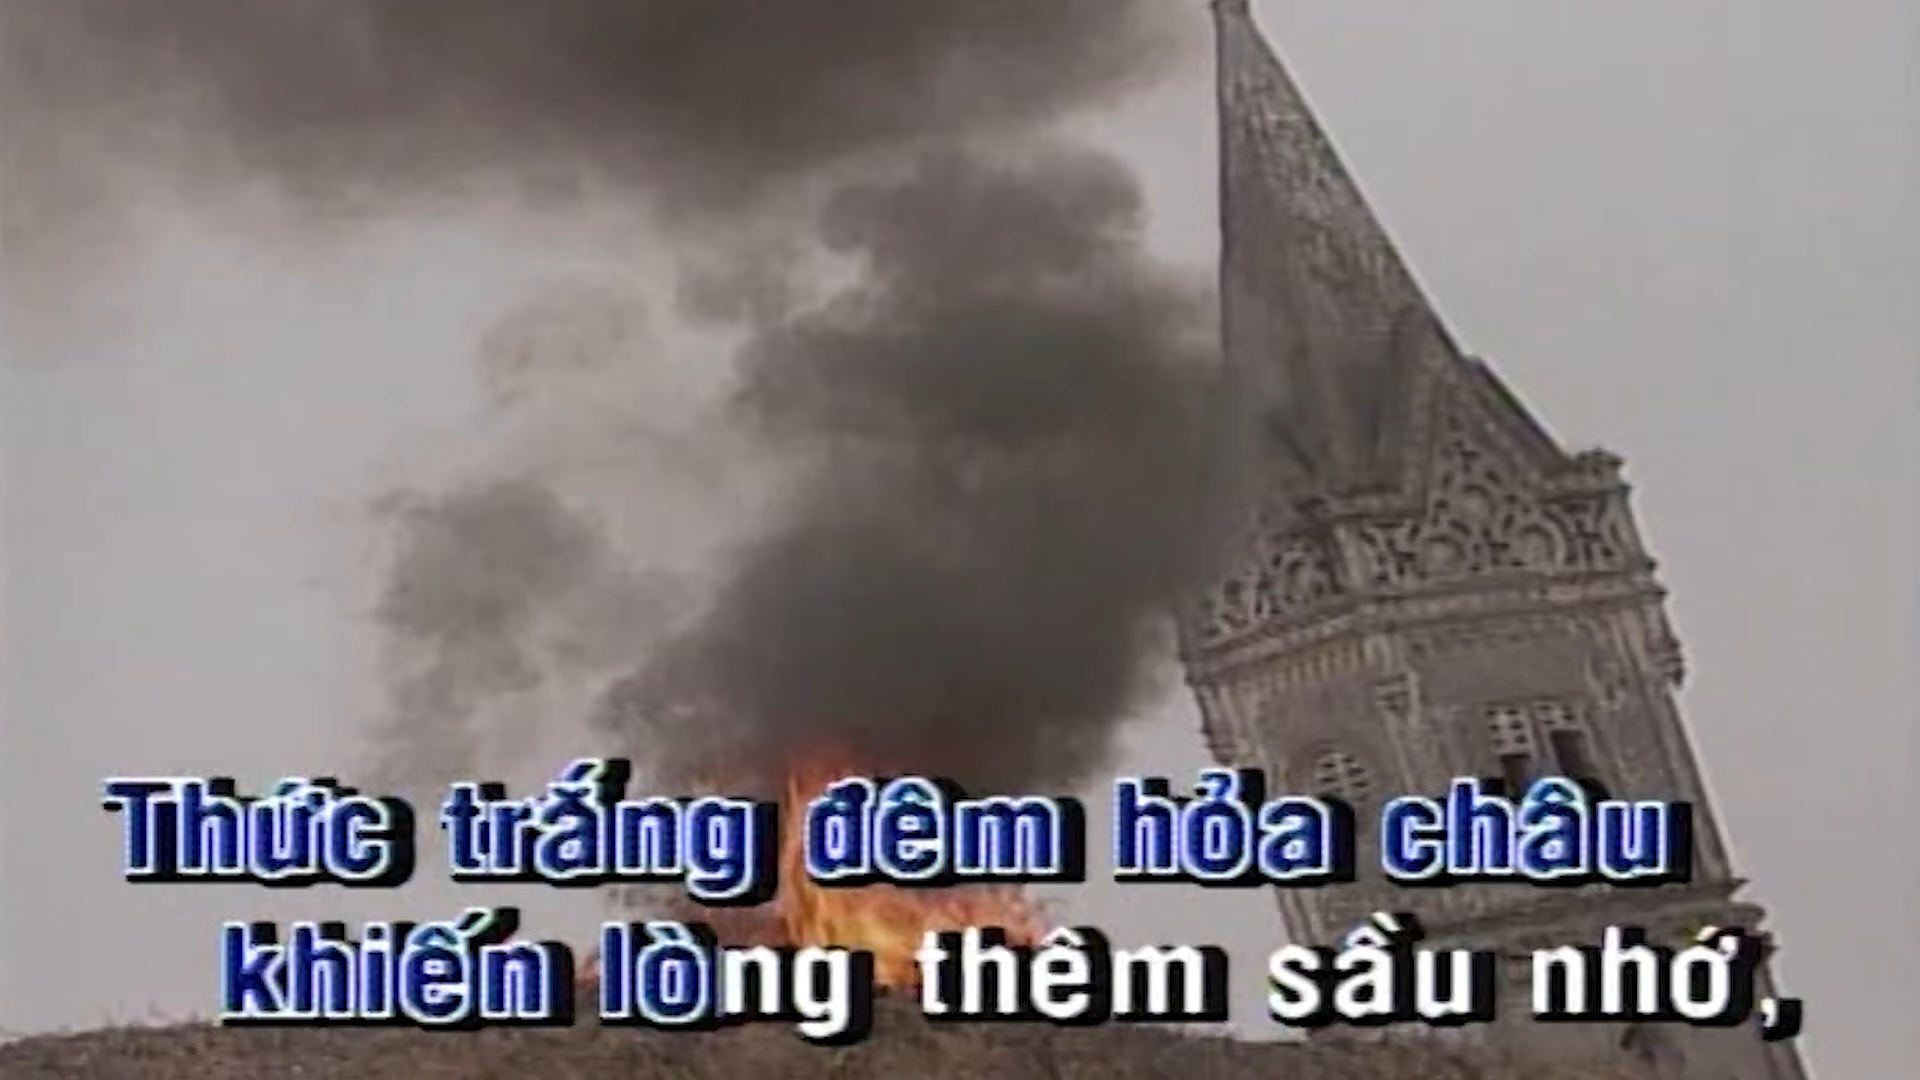 Thức trắng đêm hỏa châu
khiến lòng thêm sầu nhớ,